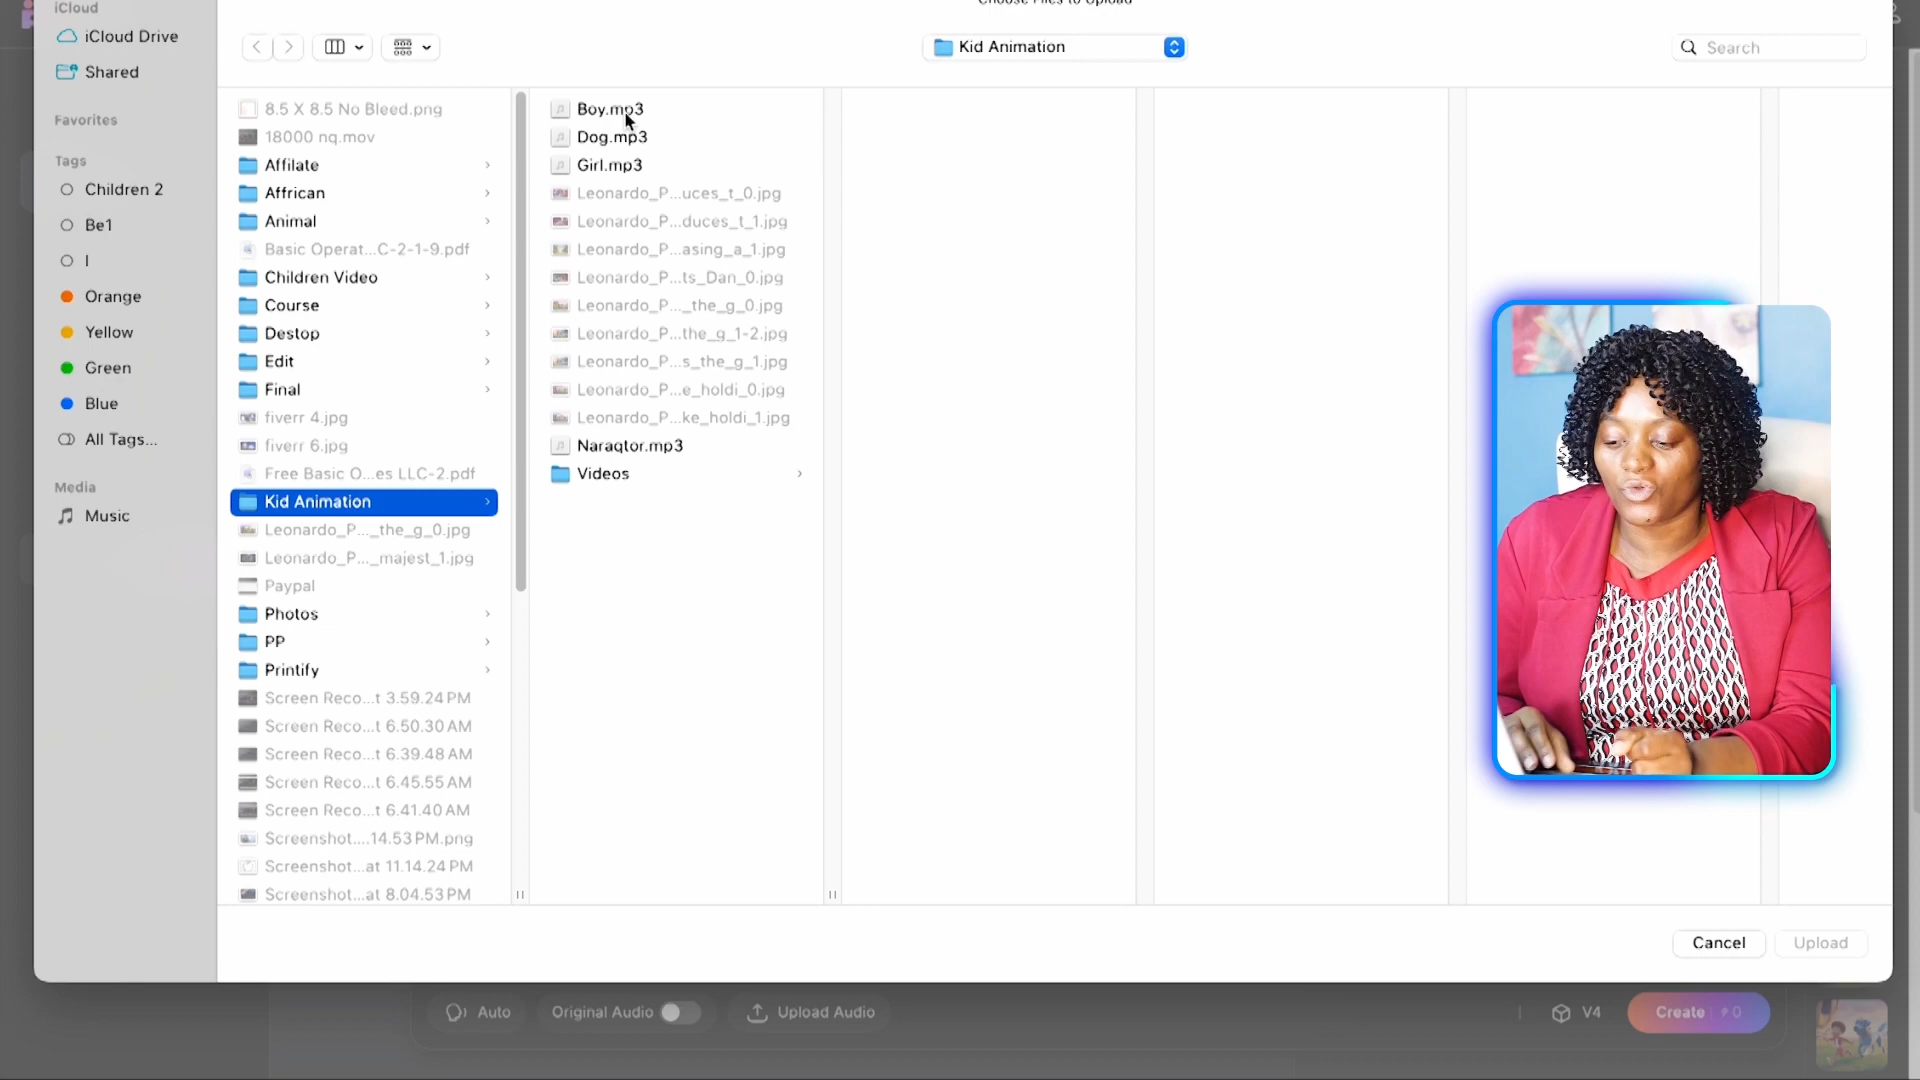 iCloud
iCloud Drive
Shared
Favorites
Tags
Children 2
Be1
I
Orange
Yellow
Green
Blue
All Tags...
Media
Music
Choose Files to Upload
Kid Animation
Search
8.5 X 8.5 No Bleed.png
18000 nq.mov
Affilate
Affrican
Animal
Basic Operat...C-2-1-9.pdf
Children Video
Course
Destop
Edit
Final
fiverr 4.jpg
fiverr 6.jpg
Free Basic O...es LLC-2.pdf
Kid Animation
Leonardo_P..._the_g_0.jpg
Leonardo_P..._majest_1.jpg
Paypal
Photos
PP
Printify
Screen Reco...t 3.59.24 PM
Screen Reco...t 6.50.30 AM
Screen Reco...t 6.39.48 AM
Screen Reco...t 6.45.55 AM
Screen Reco...t 6.41.40 AM
Screenshot....14.53 PM.png
Screenshot...at 11.14.24 PM
Screenshot...at 8.04.53 PM
Boy.mp3
Dog.mp3
Girl.mp3
Leonardo_P...uces_t_0.jpg
Leonardo_P...duces_t_1.jpg
Leonardo_P...asing_a_1.jpg
Leonardo_P...ts_Dan_0.jpg
Leonardo_P..._the_g_0.jpg
Leonardo_P...the_g_1-2.jpg
Leonardo_P...s_the_g_1.jpg
Leonardo_P...e_holdi_0.jpg
Leonardo_P...ke_holdi_1.jpg
Naraqtor.mp3
Videos
Cancel
Upload
Auto
Original Audio
Upload Audio
V4
Create
0